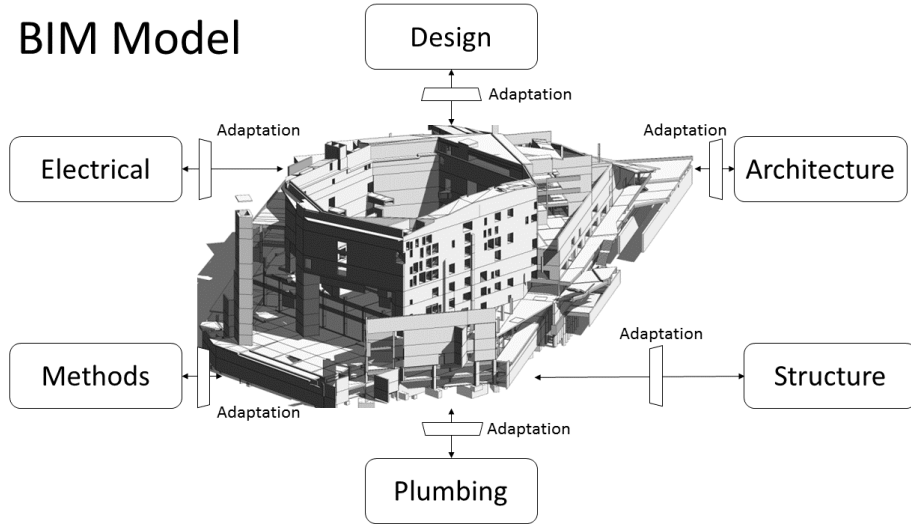 BIM Model
Design
Adaptation
Adaptation
Adaptation
Electrical
Architecture
Adaptation
Methods
Structure
Adaptation
Adaptation
Plumbing